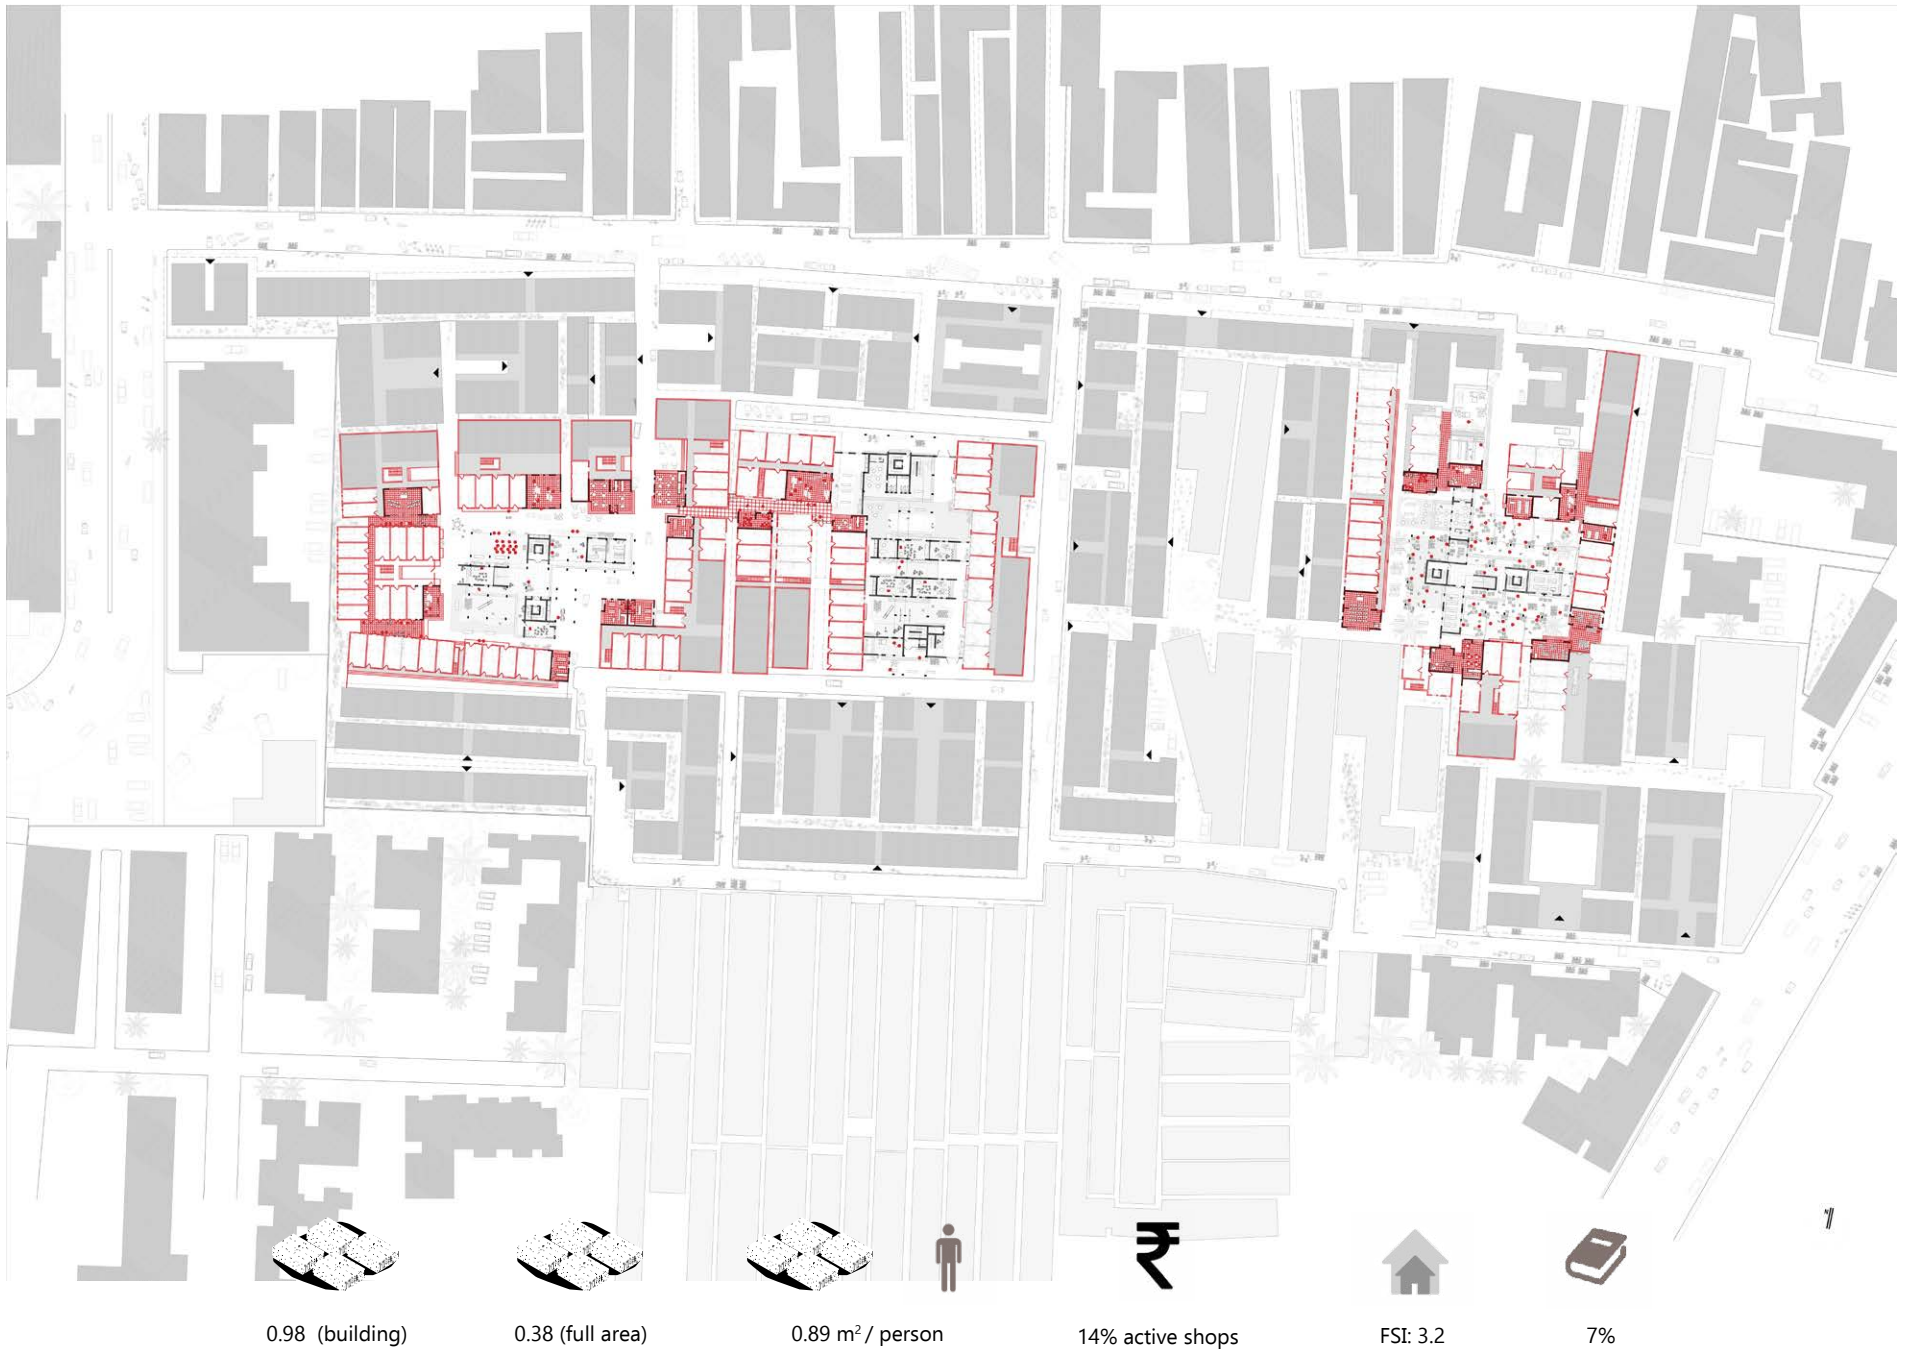 ₹
0.98 (building)
0.38 (full area)
0.89 m² / person
14% active shops
FSI: 3.2
7%